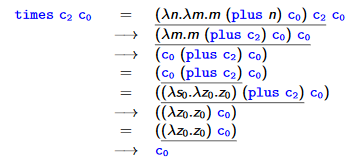 times c₂ c₀ = (λn.λm.m (plus n) c₀) c₂ c₀
⟶ (λm.m (plus c₂) c₀) c₀
⟶ (c₀ (plus c₂) c₀)
= (c₀ (plus c₂) c₀)
= ((λs₀.λz₀.z₀) (plus c₂) c₀)
⟶ ((λz₀.z₀) c₀)
= ((λz₀.z₀) c₀)
⟶ c₀